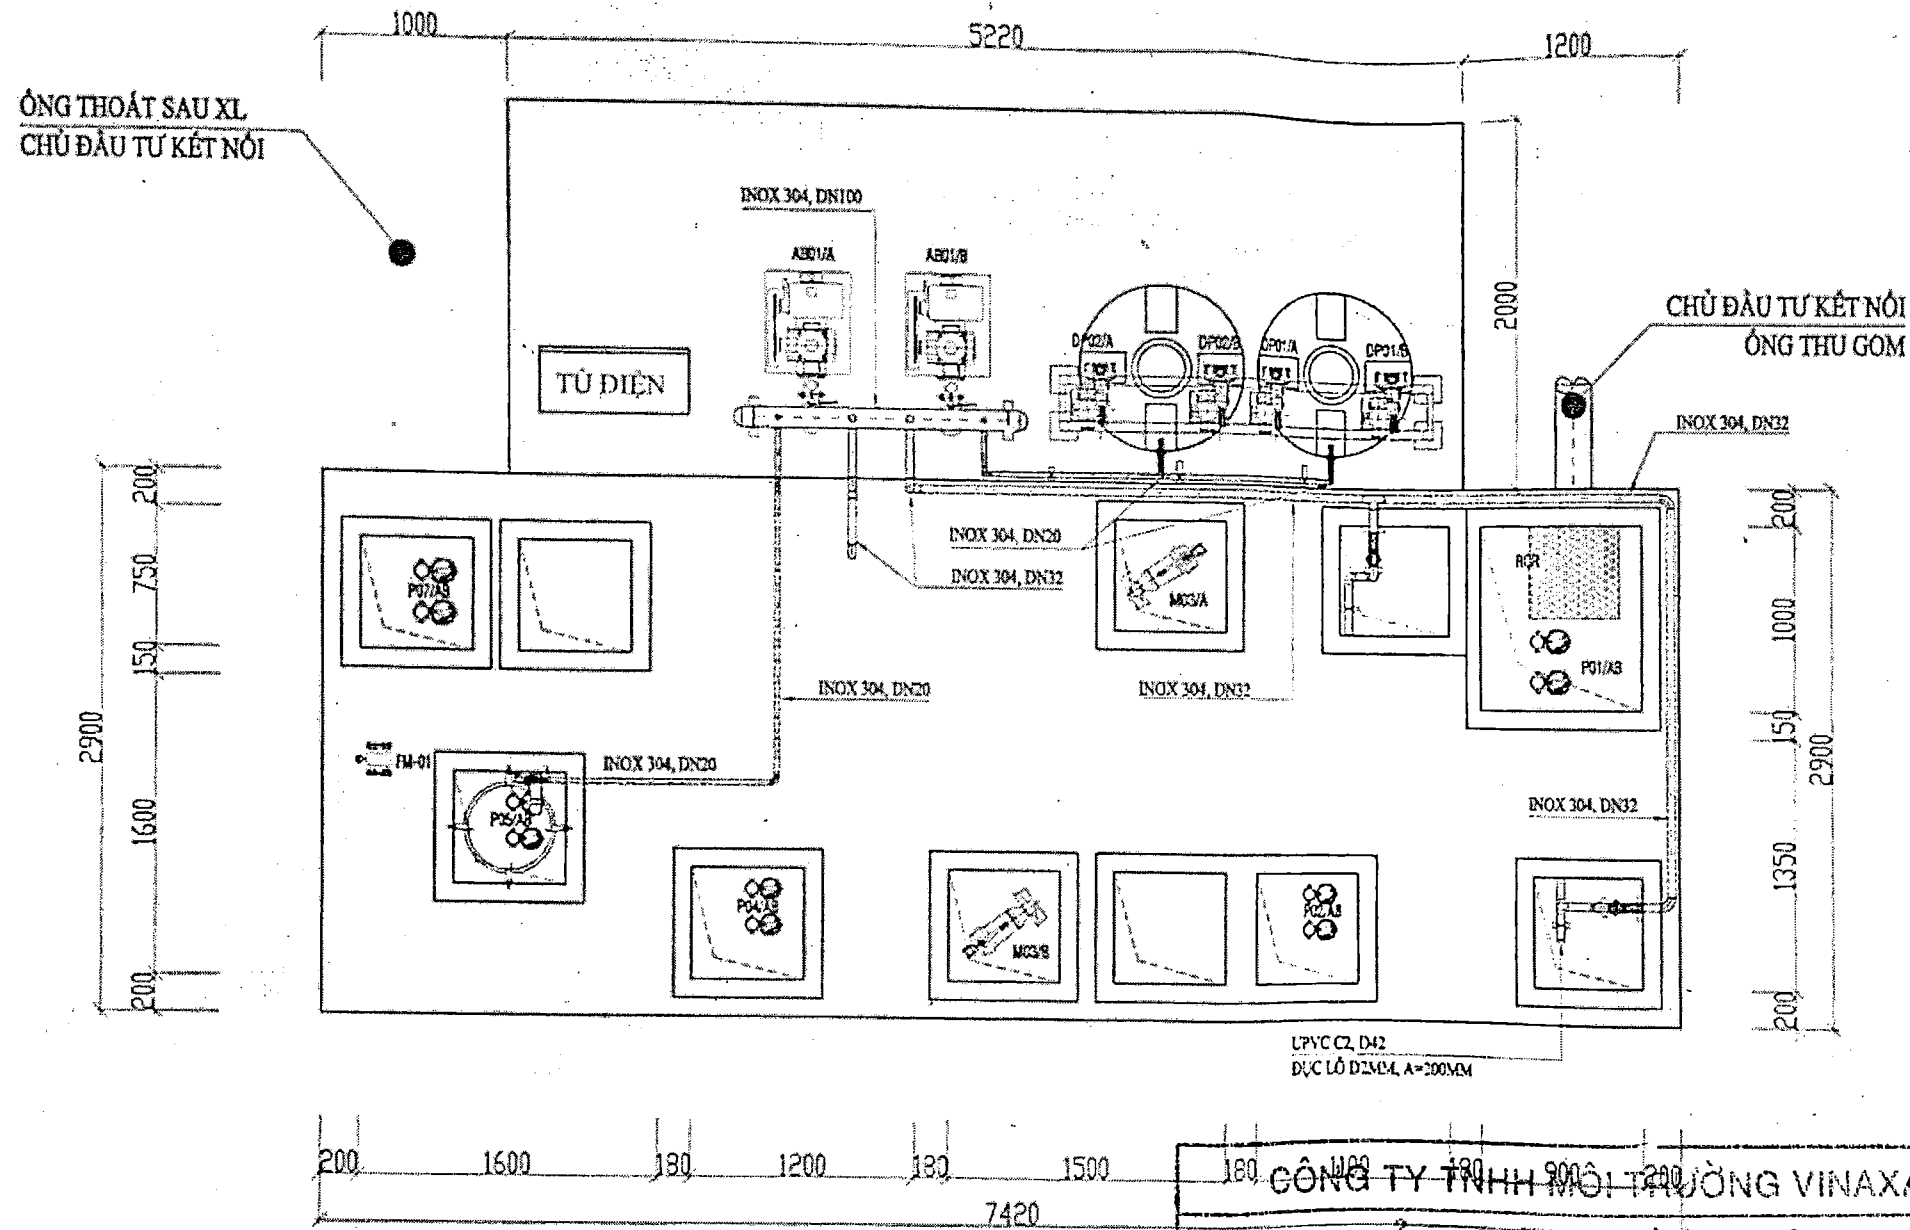 1000
5220
1200
ỐNG THOÁT SAU XL
CHỦ ĐẦU TƯ KẾT NỐI
INOX 304, DN100
AB01/A
AB01/B
2000
CHỦ ĐẦU TƯ KẾT NỐI
ỐNG THU GOM
DP02/A
DP02/B
DP01/A
DP01/B
TỦ ĐIỆN
INOX 304, DN32
200
750
150
1600
200
2900
200
1000
150
1350
200
2900
INOX 304, DN20
INOX 304, DN32
P07/AB
M03/A
RCR
P01/AB
INOX 304, DN20
INOX 304, DN32
FM-01
INOX 304, DN20
P05/AB
INOX 304, DN32
P04/AB
M03/B
P02/AB
UPVC C2, D42
ĐỤC LỖ D2MM, A=200MM
200
1600
180
1200
180
1500
180
1100
180
900
200
7420
CÔNG TY TNHH MÔI TRƯỜNG